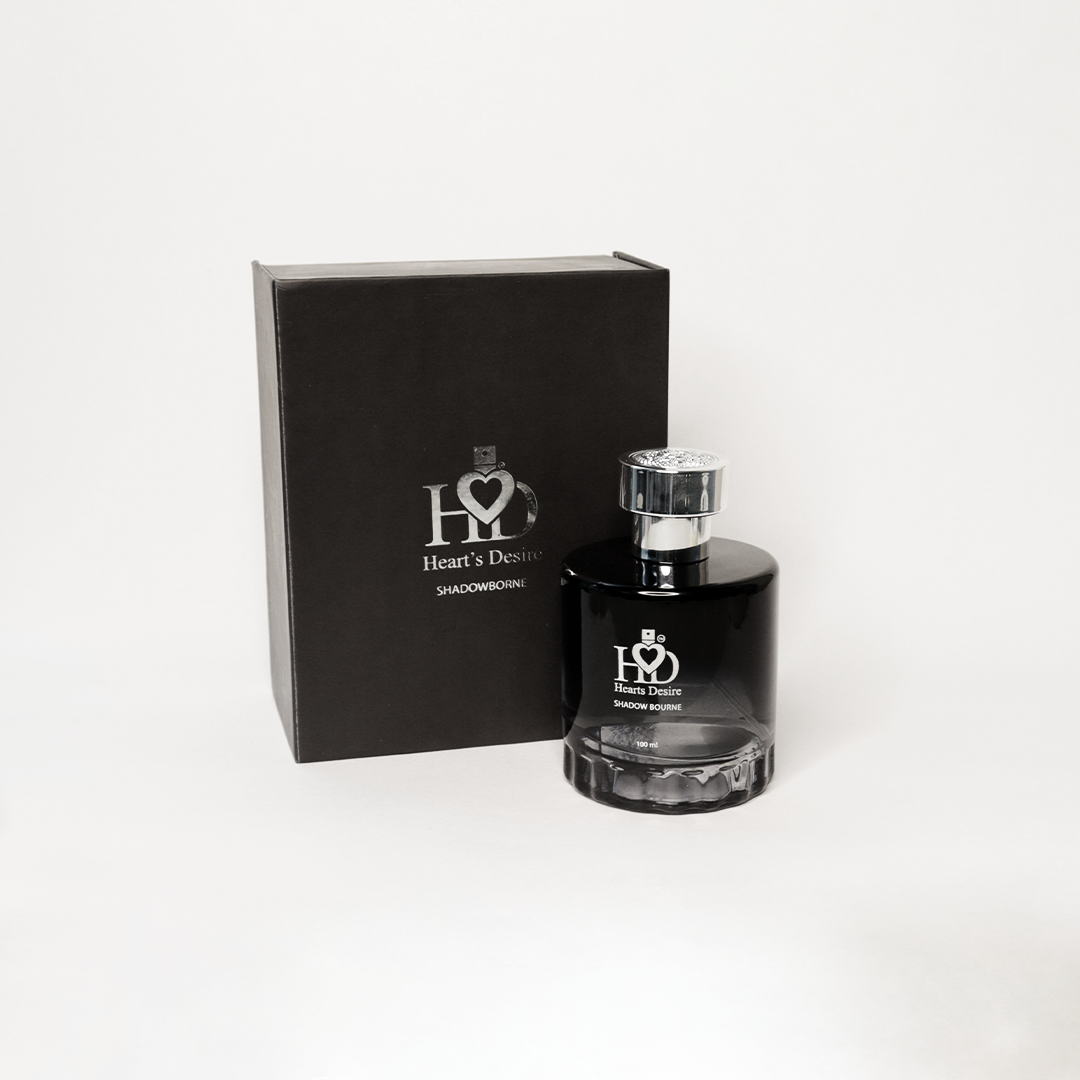 HD
Heart's Desire
SHADOWBORNE
HD
Hearts Desire
SHADOW BOURNE
100 ml